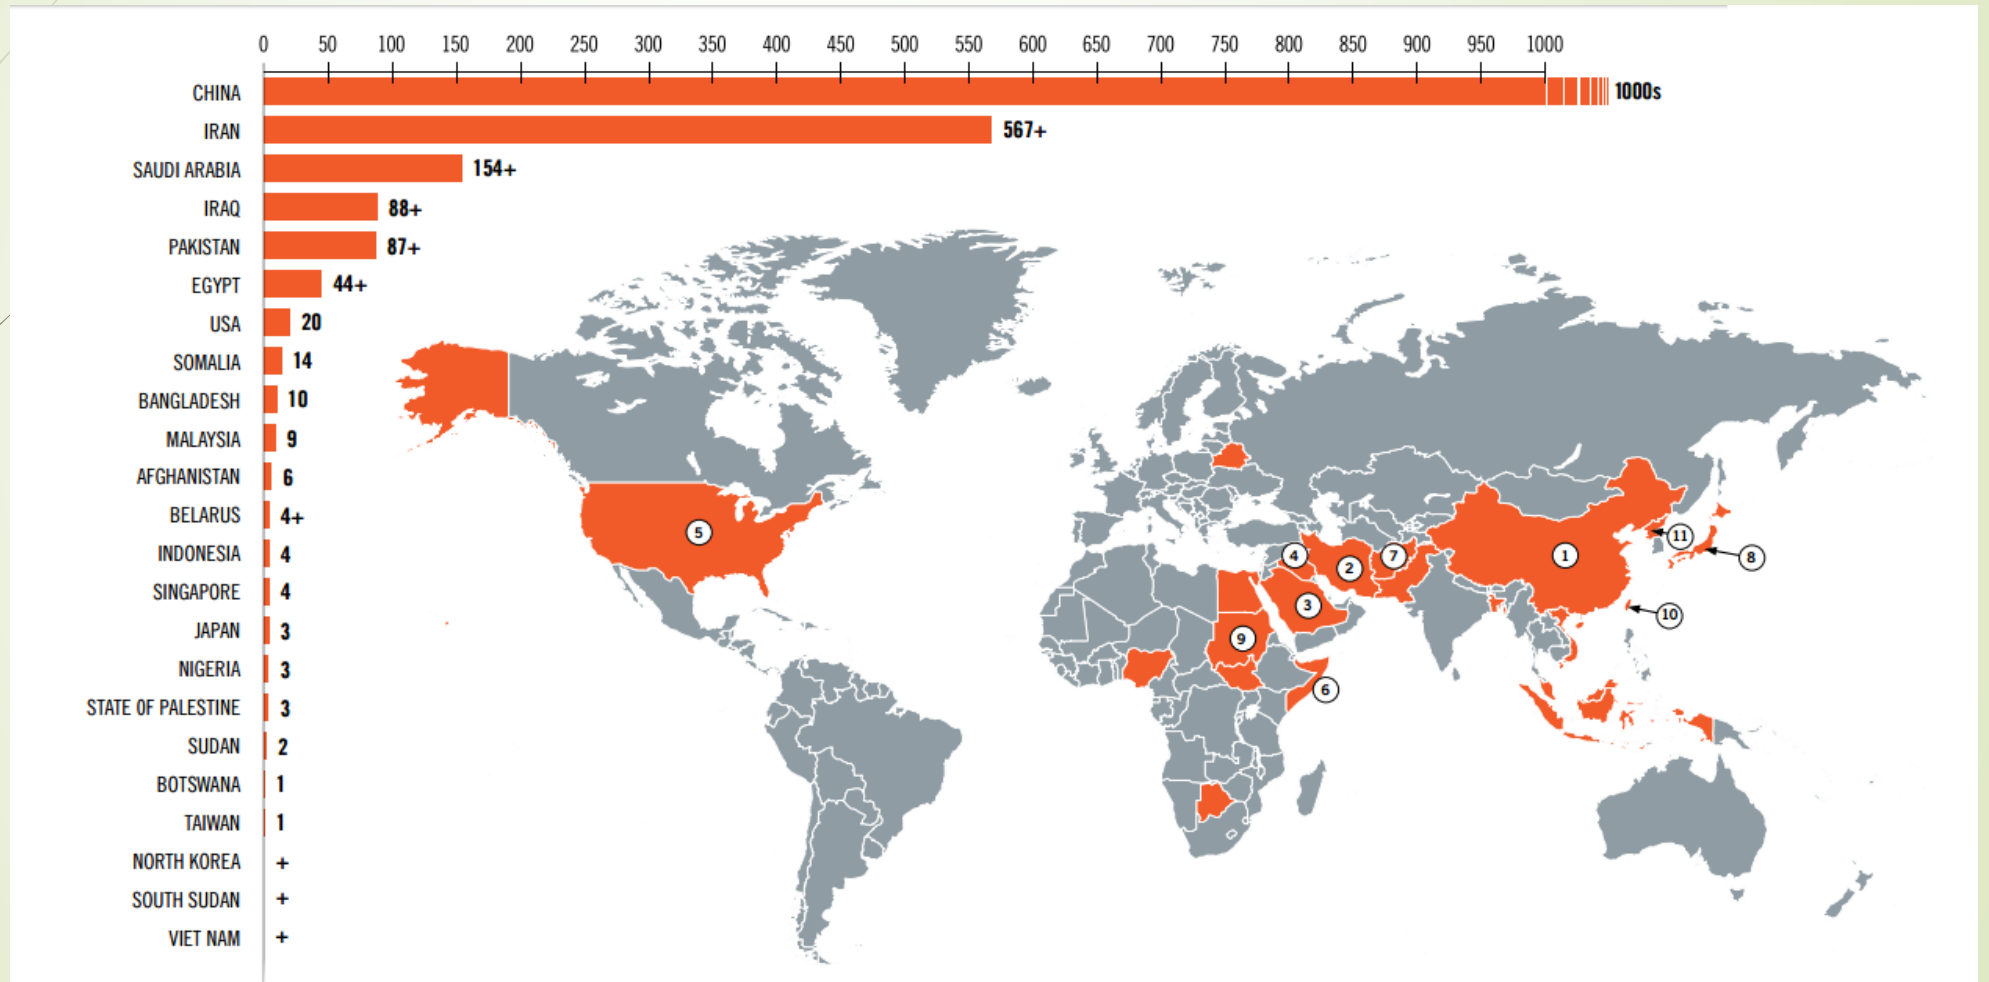 0 50 100 150 200 250 300 350 400 450 500 550 600 650 700 750 800 850 900 950 1000
CHINA 1000s
IRAN 567+
SAUDI ARABIA 154+
IRAQ 88+
PAKISTAN 87+
EGYPT 44+
USA 20
SOMALIA 14
BANGLADESH 10
MALAYSIA 9
AFGHANISTAN 6
BELARUS 4+
INDONESIA 4
SINGAPORE 4
JAPAN 3
NIGERIA 3
STATE OF PALESTINE 3
SUDAN 2
BOTSWANA 1
TAIWAN 1
NORTH KOREA +
SOUTH SUDAN +
VIET NAM +
5
4
2
7
1
11
8
3
10
9
6